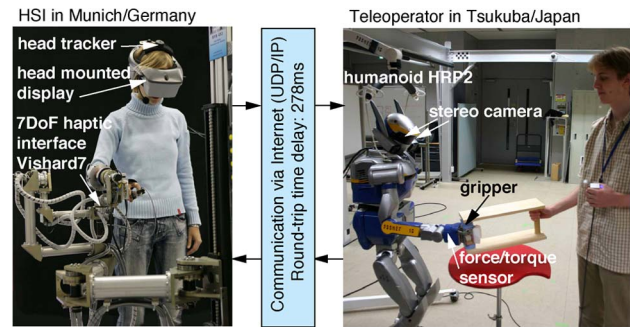 HSI in Munich/Germany
Teleoperator in Tsukuba/Japan
head tracker
head mounted
display
7DoF haptic
interface
Vishard7
Communication via Internet (UDP/IP)
Round-trip time delay: 278ms
humanoid HRP2
stereo camera
gripper
force/torque
sensor